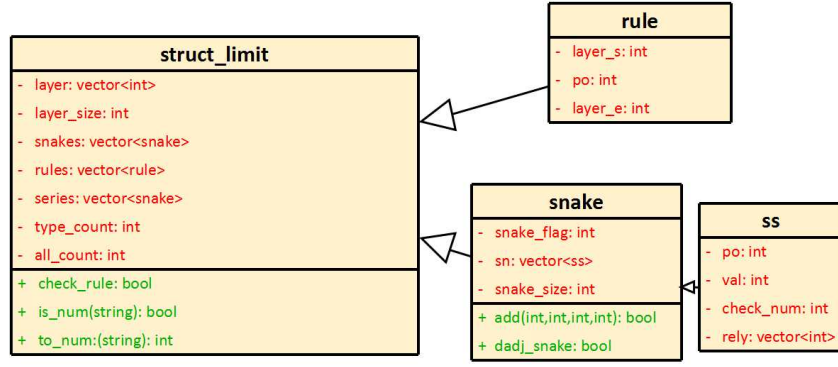 struct_limit
- layer: vector<int>
- layer_size: int
- snakes: vector<snake>
- rules: vector<rule>
- series: vector<snake>
- type_count: int
- all_count: int
+ check_rule: bool
+ is_num(string): bool
+ to_num:(string): int
rule
- layer_s: int
- po: int
- layer_e: int
snake
- snake_flag: int
- sn: vector<ss>
- snake_size: int
+ add(int,int,int,int): bool
+ dadj_snake: bool
ss
- po: int
- val: int
- check_num: int
- rely: vector<int>